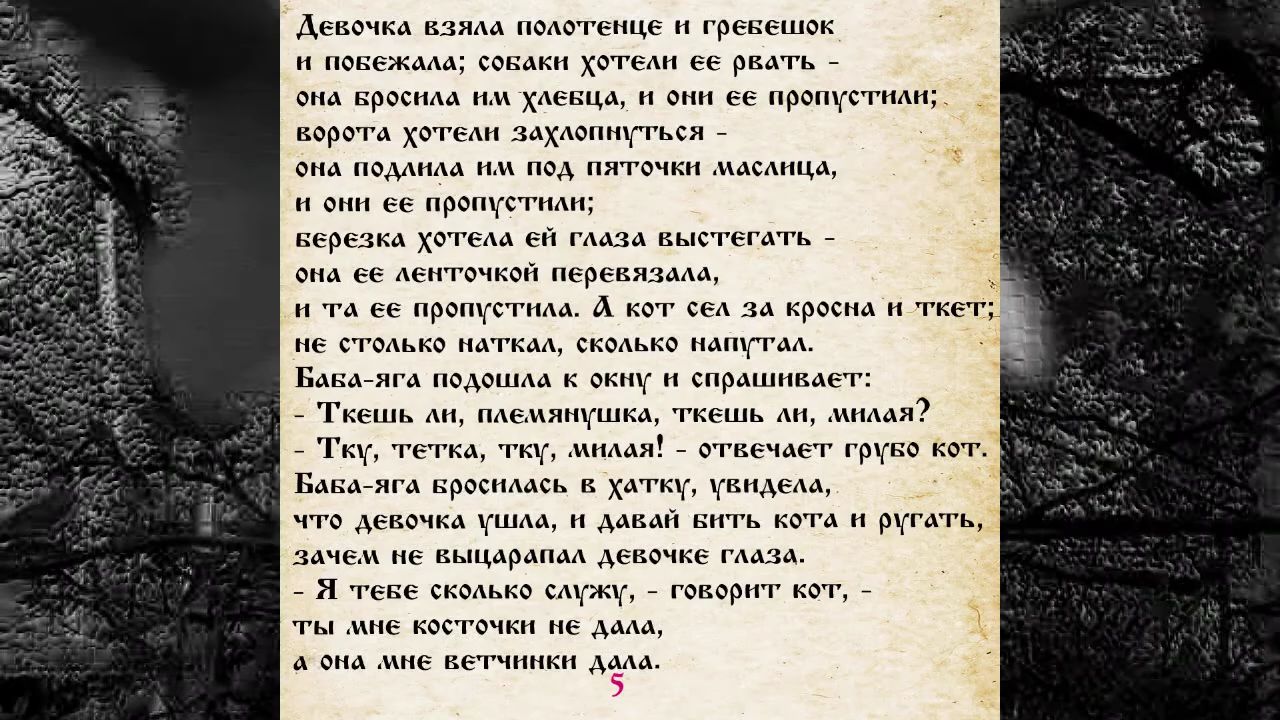 Девочка взяла полотенце и гребешок
и побежала; собаки хотели ее рвать -
она бросила им хлебца, и они ее пропустили;
ворота хотели захлопнуться -
она подлила им под пяточки маслица,
и они ее пропустили;
березка хотела ей глаза выстегать -
она ее ленточкой перевязала,
и та ее пропустила. А кот сел за кросна и ткет;
не столько наткал, сколько напутал.
Баба-яга подошла к окну и спрашивает:
- Ткешь ли, племянушка, ткешь ли, милая?
- Тку, тетка, тку, милая! - отвечает грубо кот.
Баба-яга бросилась в хатку, увидела,
что девочка ушла, и давай бить кота и ругать,
зачем не выцарапал девочке глаза.
- Я тебе сколько служу, - говорит кот, -
ты мне косточки не дала,
а она мне ветчинки дала.
5